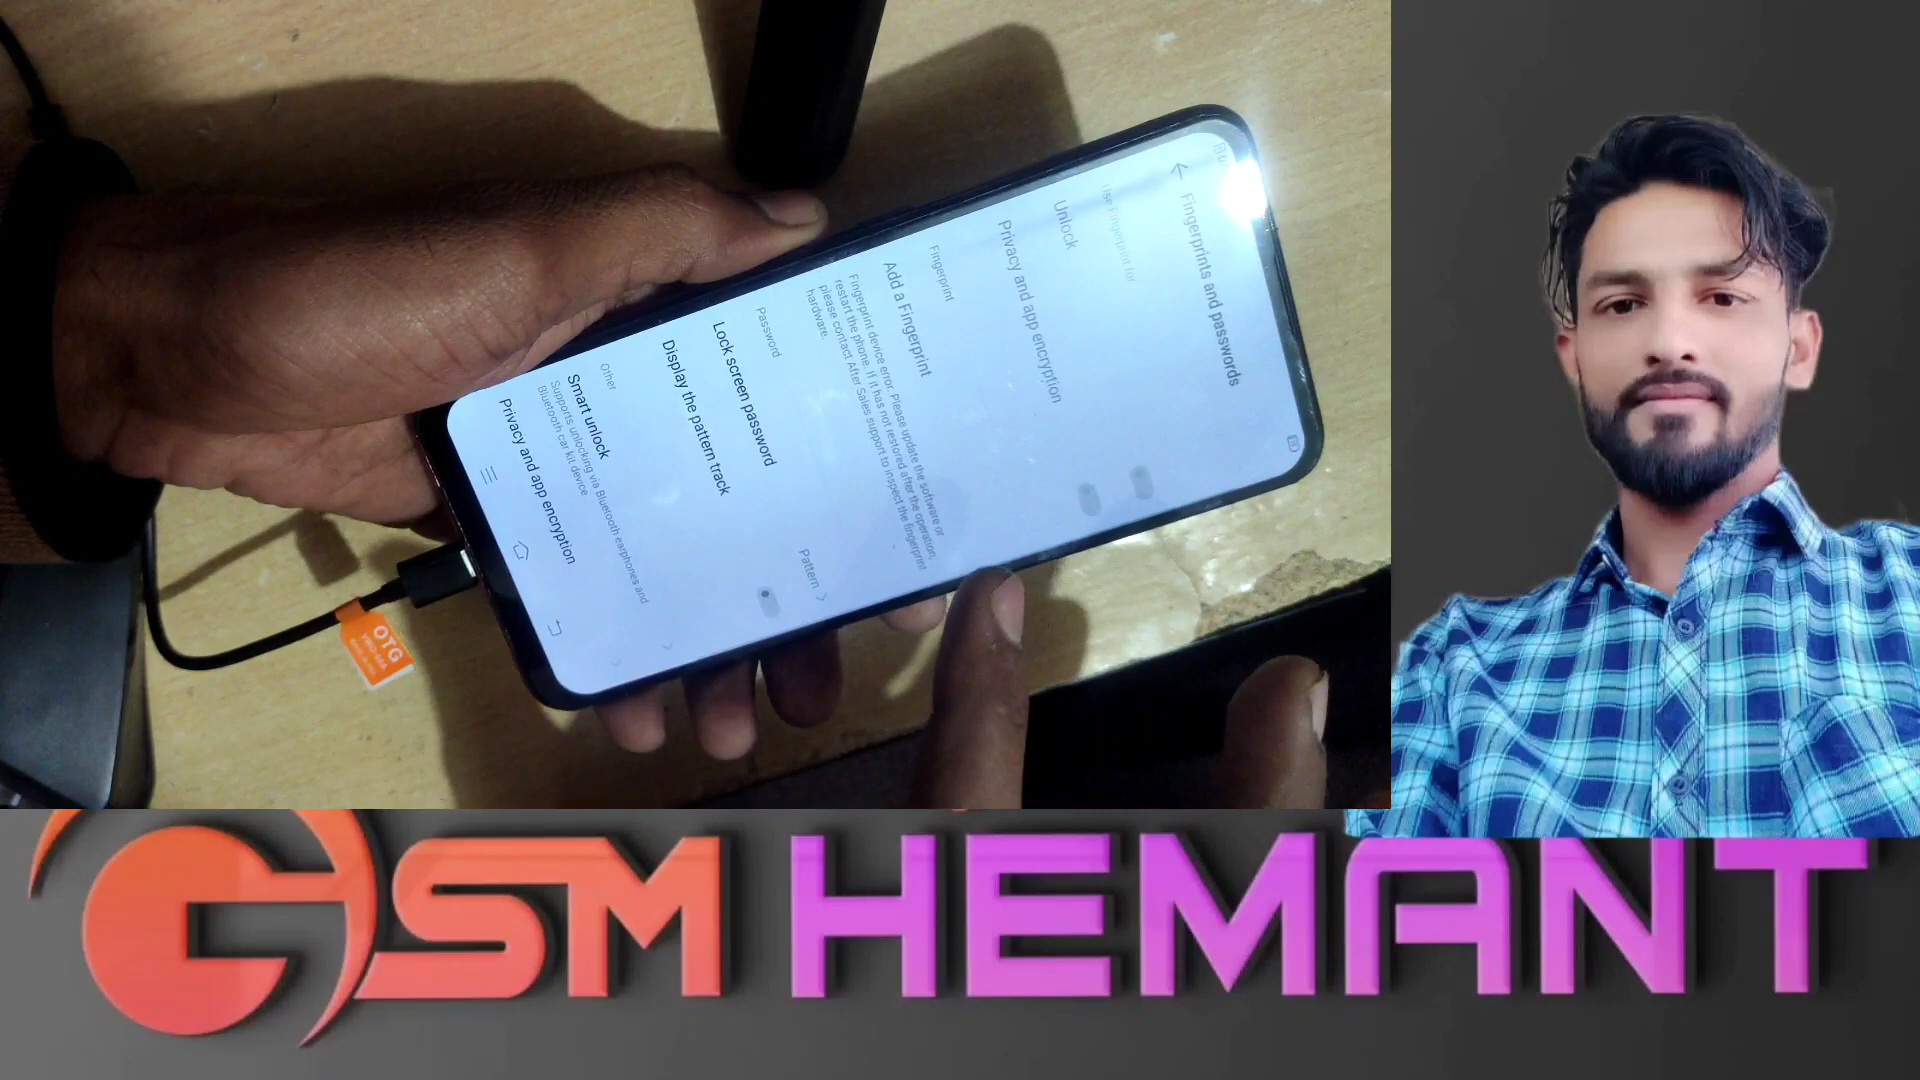 Fingerprints and passwords
Use Fingerprint for
Unlock
Privacy and app encryption
Fingerprint
Add a Fingerprint
Fingerprint device error. Please update the software or
restart the phone. If it has not restored after the operation,
please contact After Sales support to inspect the fingerprint
hardware.
Password
Lock screen password
Pattern
Display the pattern track
Other
Smart unlock
Supports unlocking via Bluetooth earphones and
Bluetooth car kit device
Privacy and app encryption
OTG
GSM HEMANT